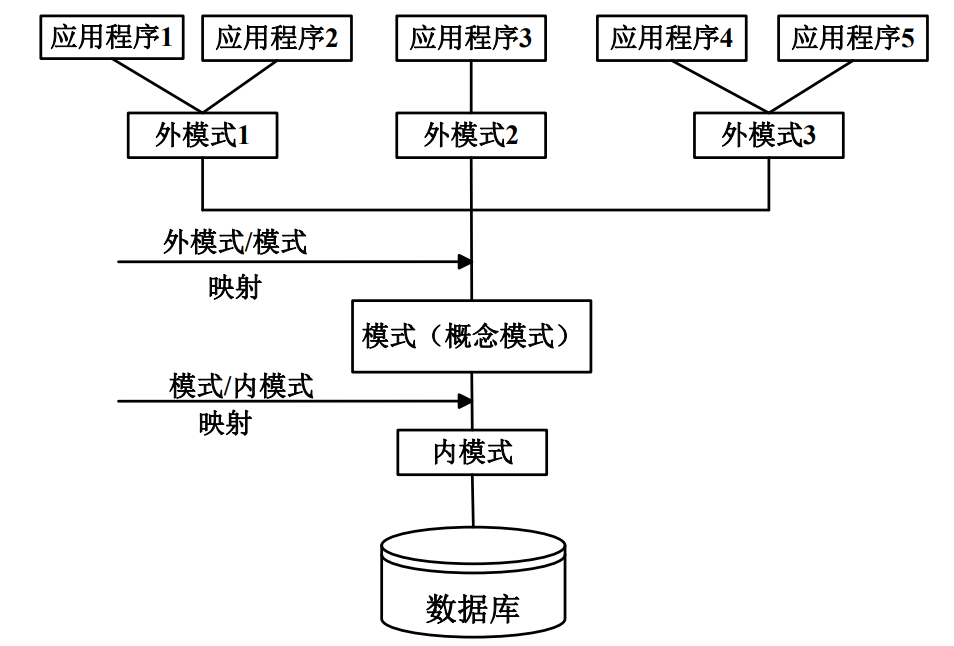 应用程序1
应用程序2
应用程序3
应用程序4
应用程序5
外模式1
外模式2
外模式3
外模式/模式
映射
模式（概念模式）
模式/内模式
映射
内模式
数据库